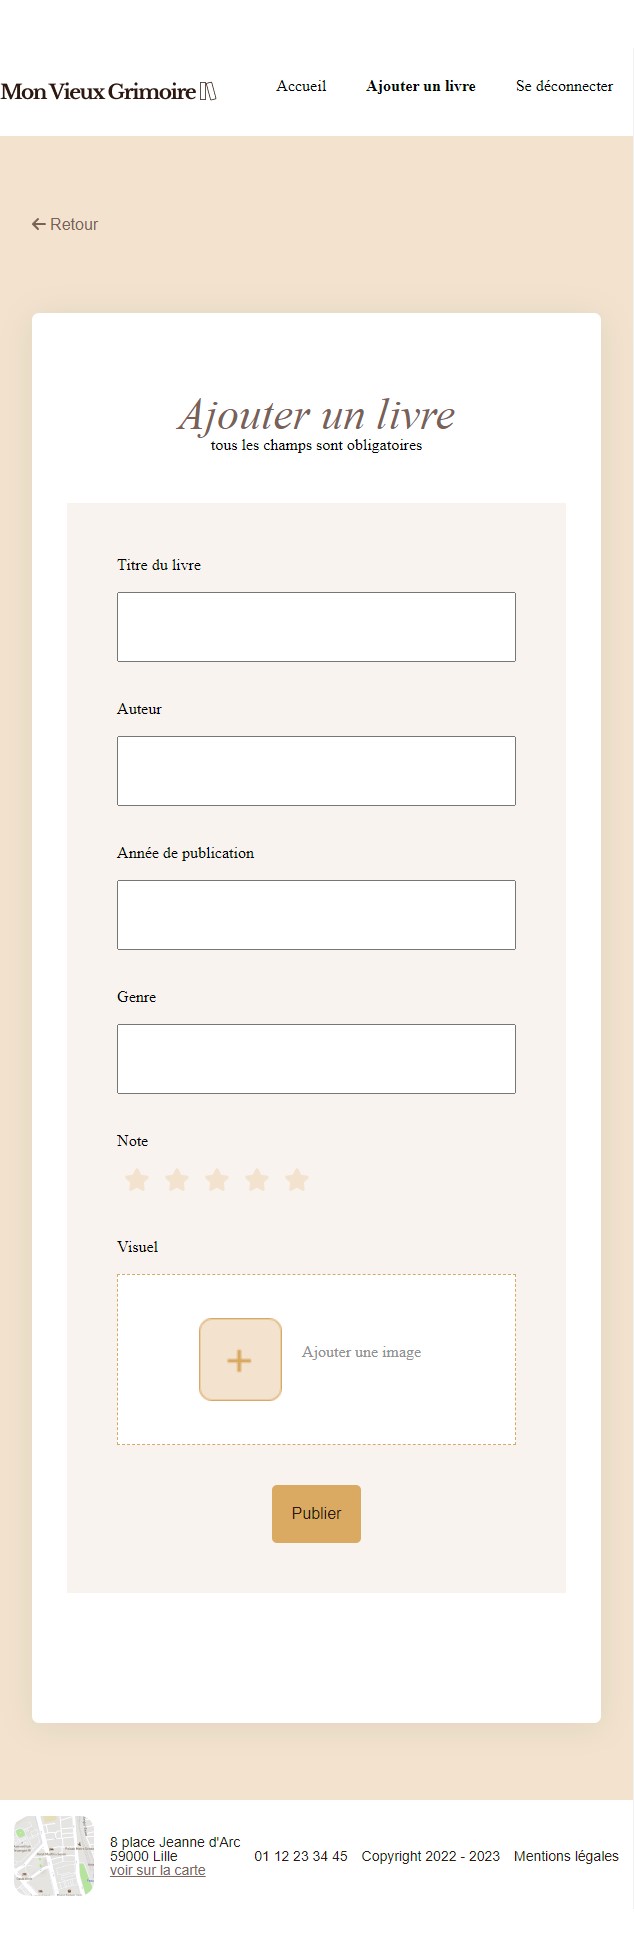 Mon Vieux Grimoire
Accueil
Ajouter un livre
Se déconnecter
Retour
Ajouter un livre
tous les champs sont obligatoires
Titre du livre
Auteur
Année de publication
Genre
Note
Visuel
Ajouter une image
Publier
8 place Jeanne d'Arc
59000 Lille
voir sur la carte
01 12 23 34 45
Copyright 2022 - 2023
Mentions légales